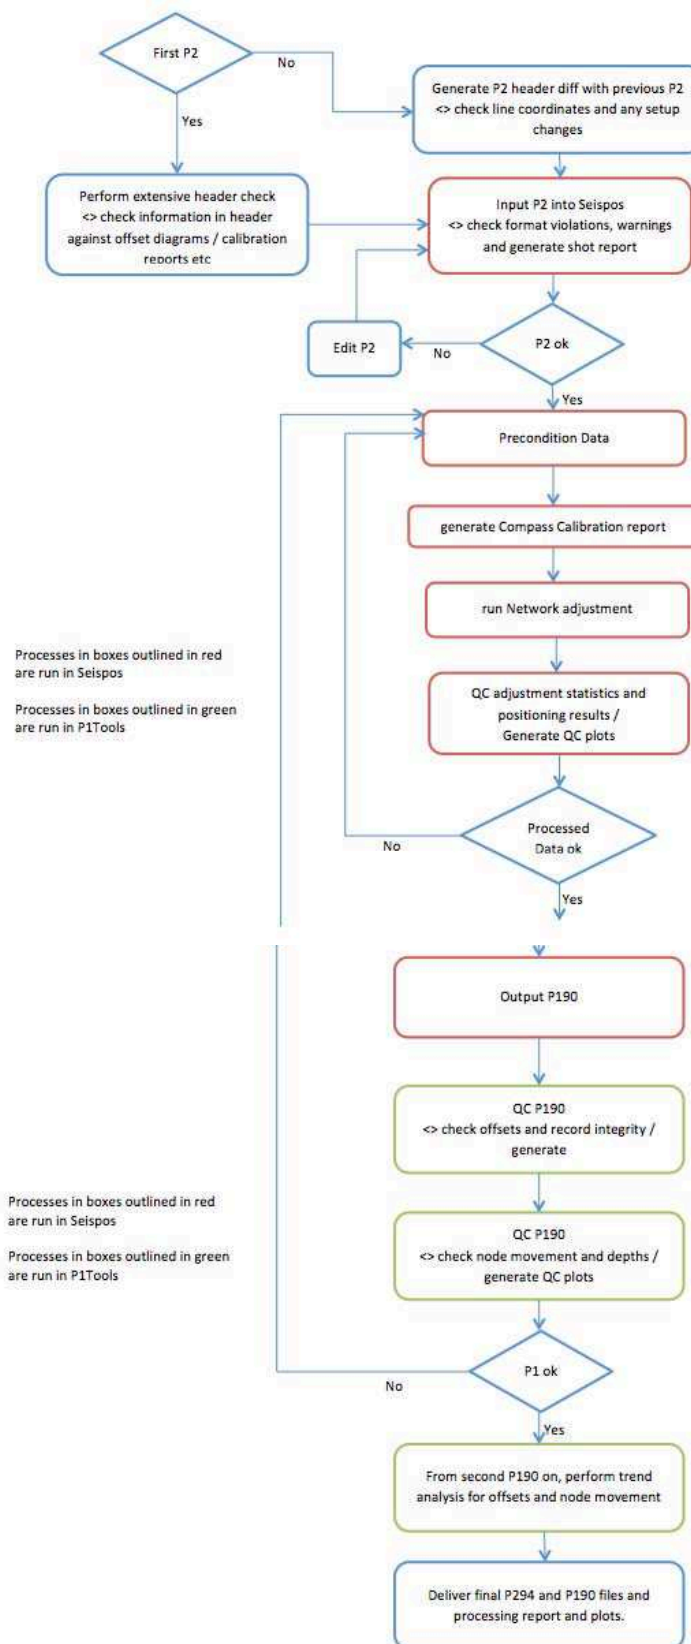 First P2
No
Generate P2 header diff with previous P2
<> check line coordinates and any setup
changes
Yes
Perform extensive header check
<> check information in header
against offset diagrams / calibration
reports etc
Input P2 into Seispos
<> check format violations, warnings
and generate shot report
Edit P2
No
P2 ok
Yes
Precondition Data
generate Compass Calibration report
run Network adjustment
Processes in boxes outlined in red
are run in Seispos
Processes in boxes outlined in green
are run in P1Tools
QC adjustment statistics and
positioning results /
Generate QC plots
Processed
Data ok
No
Yes
Output P190
QC P190
<> check offsets and record integrity /
generate
Processes in boxes outlined in red
are run in Seispos
Processes in boxes outlined in green
are run in P1Tools
QC P190
<> check node movement and depths /
generate QC plots
P1 ok
No
Yes
From second P190 on, perform trend
analysis for offsets and node movement
Deliver final P294 and P190 files and
processing report and plots.